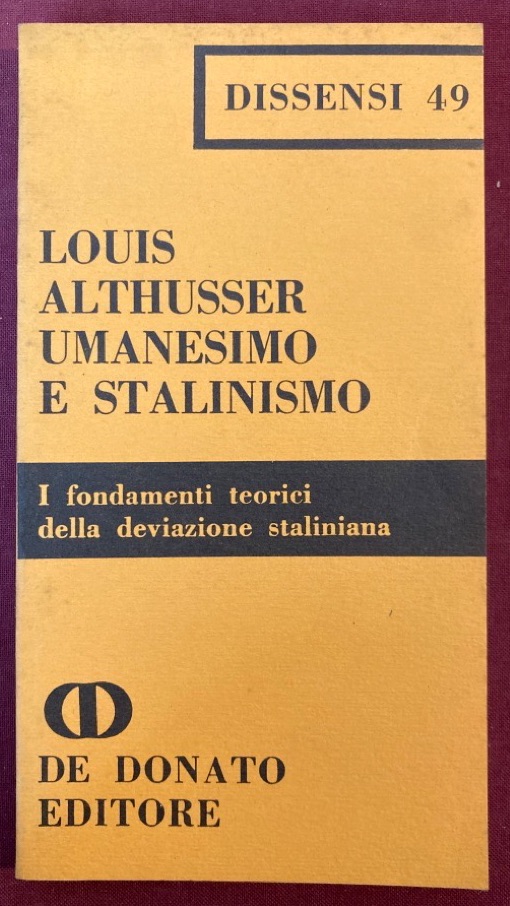 DISSENSI 49
LOUIS
ALTHUSSER
UMANESIMO
E STALINISMO
I fondamenti teorici
della deviazione staliniana
DE DONATO
EDITORE